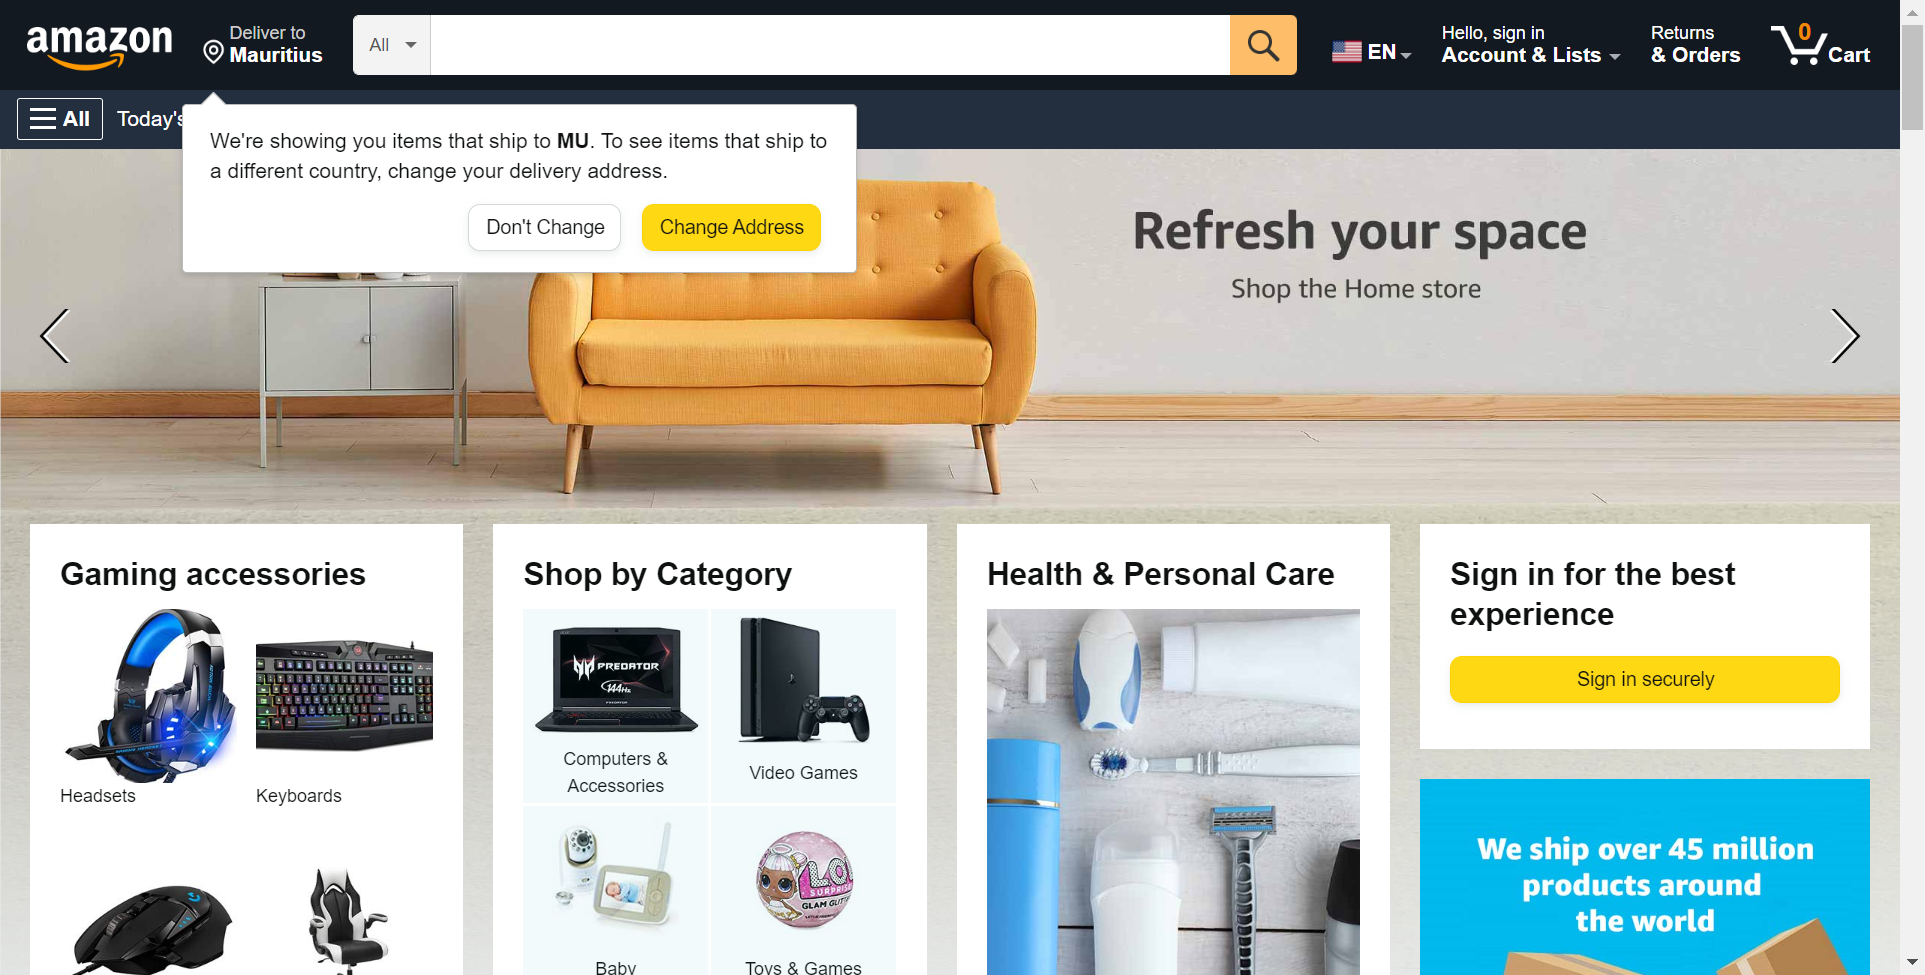 amazon
Deliver to
Mauritius
All
EN
Hello, sign in
Account & Lists
Returns
& Orders
0
Cart
All
Today's
We're showing you items that ship to MU. To see items that ship to
a different country, change your delivery address.
Don't Change
Change Address
Refresh your space
Shop the Home store
Gaming accessories
Headsets
Keyboards
Shop by Category
PREDATOR
144Hz
PREDATOR
Computers &
Accessories
Video Games
LOL
SURPRISE
GLAM GLITTER
Baby
Toys & Games
Health & Personal Care
Sign in for the best
experience
Sign in securely
We ship over 45 million
products around
the world